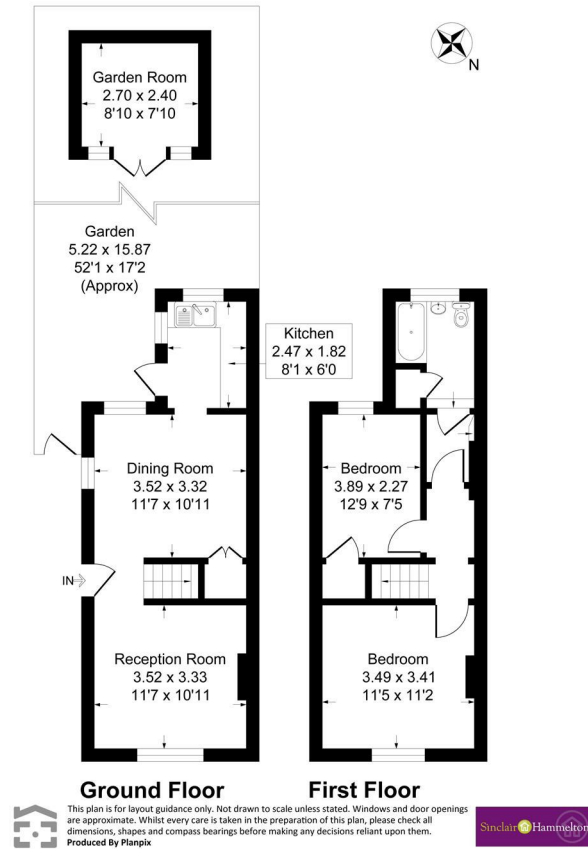 Garden Room
2.70 x 2.40
8'10 x 7'10
N
Garden
5.22 x 15.87
52'1 x 17'2
(Approx)
Kitchen
2.47 x 1.82
8'1 x 6'0
Dining Room
3.52 x 3.32
11'7 x 10'11
Bedroom
3.89 x 2.27
12'9 x 7'5
IN
Reception Room
3.52 x 3.33
11'7 x 10'11
Bedroom
3.49 x 3.41
11'5 x 11'2
Ground Floor
First Floor
This plan is for layout guidance only. Not drawn to scale unless stated. Windows and door openings
are approximate. Whilst every care is taken in the preparation of this plan, please check all
dimensions, shapes and compass bearings before making any decisions reliant upon them.
Produced By Planpix
Sinclair Hammelton